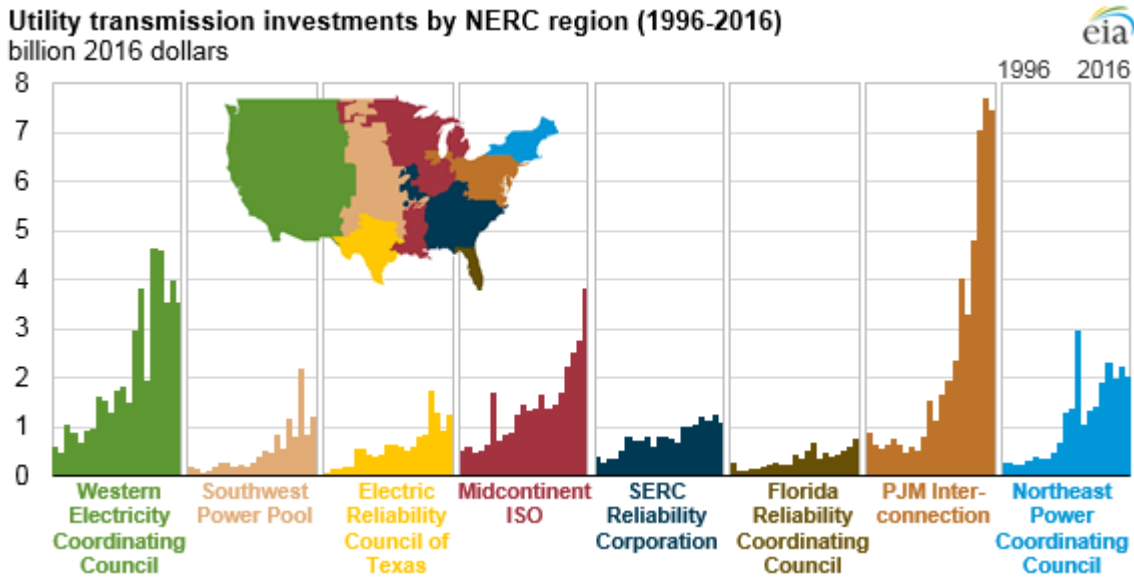 Utility transmission investments by NERC region (1996-2016)
billion 2016 dollars
eia
1996 2016
8
7
6
5
4
3
2
1
0
Western
Electricity
Coordinating
Council
Southwest
Power Pool
Electric
Reliability
Council of
Texas
Midcontinent
ISO
SERC
Reliability
Corporation
Florida
Reliability
Coordinating
Council
PJM Inter-
connection
Northeast
Power
Coordinating
Council